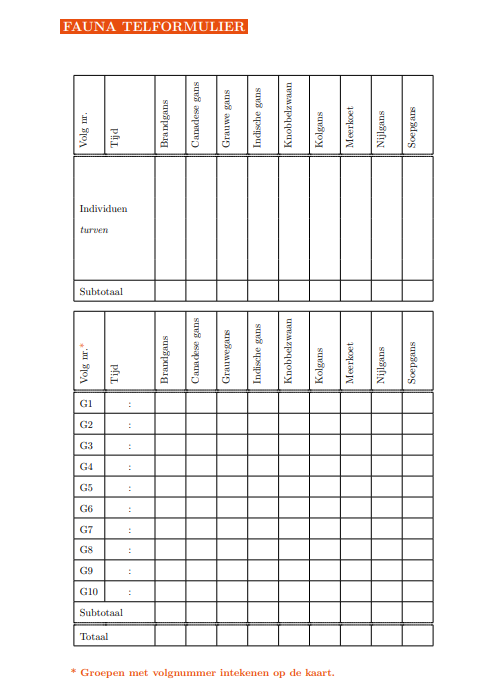 FAUNA TELFORMULIER
Volg nr. Tijd Brandgans Canadese gans Grauwe gans Indische gans Knobbelzwaan Kolgans Meerkoet Nijlgans Soepgans
Individuen
turven
Subtotaal
Volg nr.* Tijd Brandgans Canadese gans Grauwegans Indische gans Knobbelzwaan Kolgans Meerkoet Nijlgans Soepgans
G1 :
G2 :
G3 :
G4 :
G5 :
G6 :
G7 :
G8 :
G9 :
G10 :
Subtotaal
Totaal
* Groepen met volgnummer intekenen op de kaart.